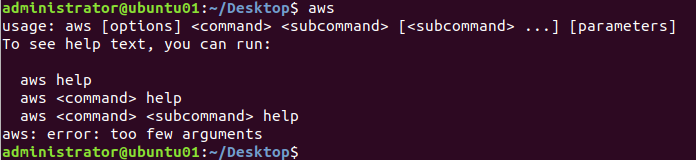 administrator@ubuntu01:~/Desktop$ aws
usage: aws [options] <command> <subcommand> [<subcommand> ...] [parameters]
To see help text, you can run:

  aws help
  aws <command> help
  aws <command> <subcommand> help
aws: error: too few arguments
administrator@ubuntu01:~/Desktop$